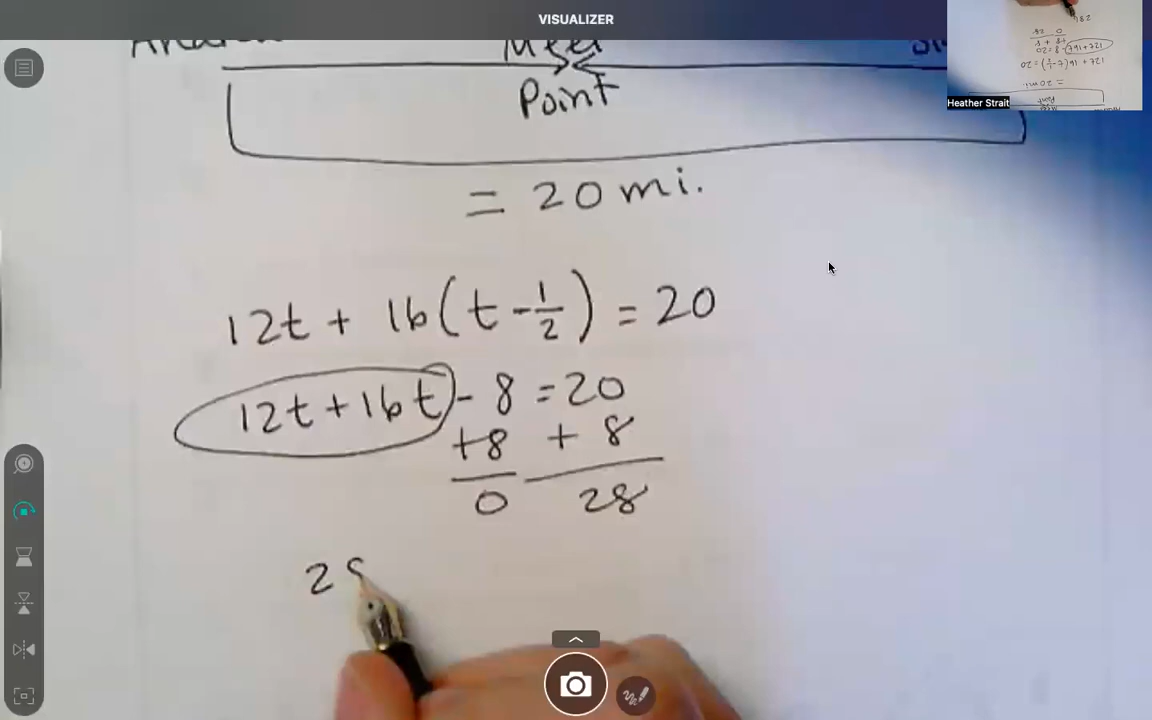 VISUALIZER
Meet
Point
= 20 mi.
12t + 16(t - 1/2) = 20
12t + 16t - 8 = 20
+8 + 8
0 28
28
Heather Strait